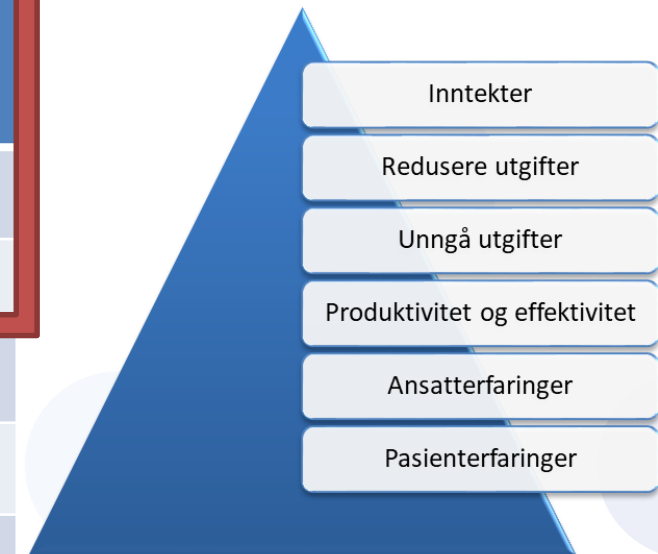 Inntekter
Redusere utgifter
Unngå utgifter
Produktivitet og effektivitet
Ansatterfaringer
Pasienterfaringer